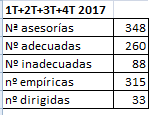 1T+2T+3T+4T 2017
Nª asesorías 348
Nº adecuadas 260
Nº inadecuadas 88
nº empíricas 315
nº dirigidas 33